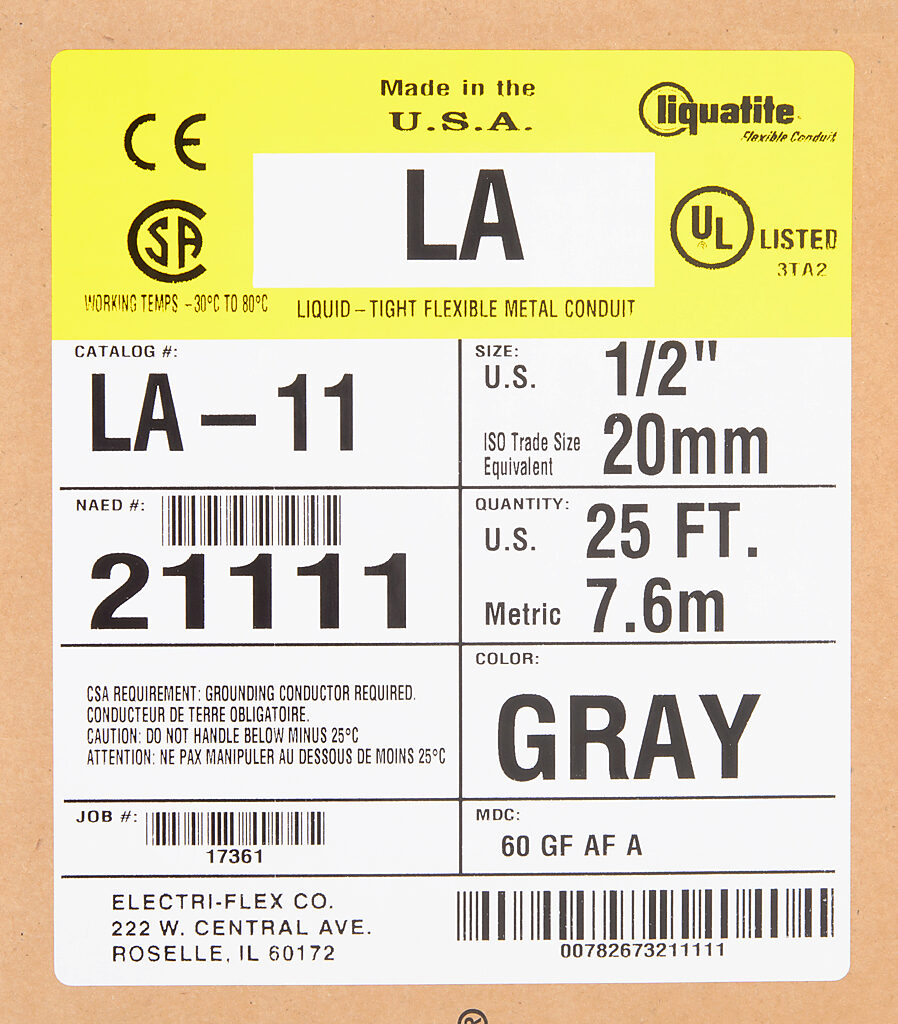 Made in the
U.S.A.
CE
liquatite
Flexible Conduit
LA
SA
UL
LISTED
3TA2
WORKING TEMPS -30°C TO 80°C
LIQUID-TIGHT FLEXIBLE METAL CONDUIT
CATALOG #:
LA-11
SIZE:
U.S. 1/2"
ISO Trade Size
Equivalent
20mm
NAED #:
21111
QUANTITY:
U.S. 25 FT.
Metric 7.6m
CSA REQUIREMENT: GROUNDING CONDUCTOR REQUIRED.
CONDUCTEUR DE TERRE OBLIGATOIRE.
CAUTION: DO NOT HANDLE BELOW MINUS 25°C
ATTENTION: NE PAX MANIPULER AU DESSOUS DE MOINS 25°C
COLOR:
GRAY
JOB #:
17361
MDC:
60 GF AF A
ELECTRI-FLEX CO.
222 W. CENTRAL AVE.
ROSELLE, IL 60172
00782673211111
®